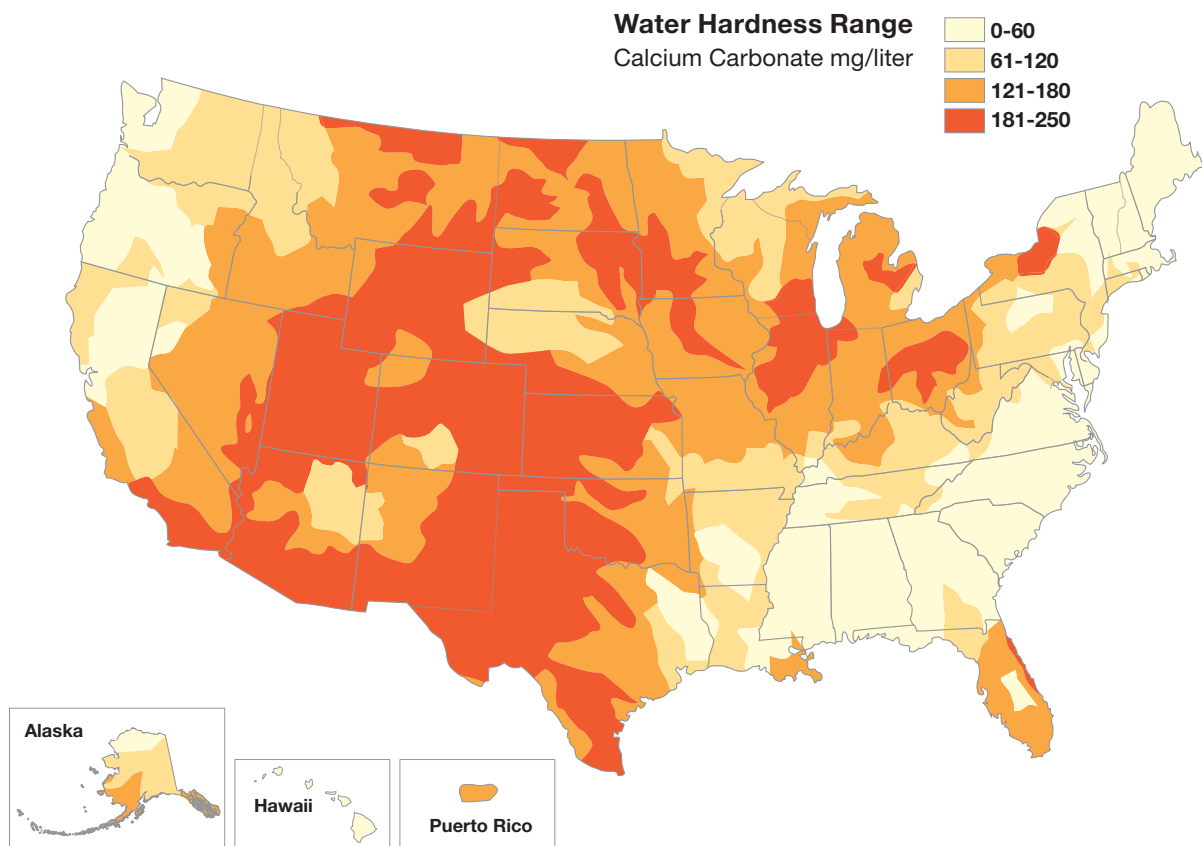 Water Hardness Range
Calcium Carbonate mg/liter
0-60
61-120
121-180
181-250
Alaska
Hawaii
Puerto Rico